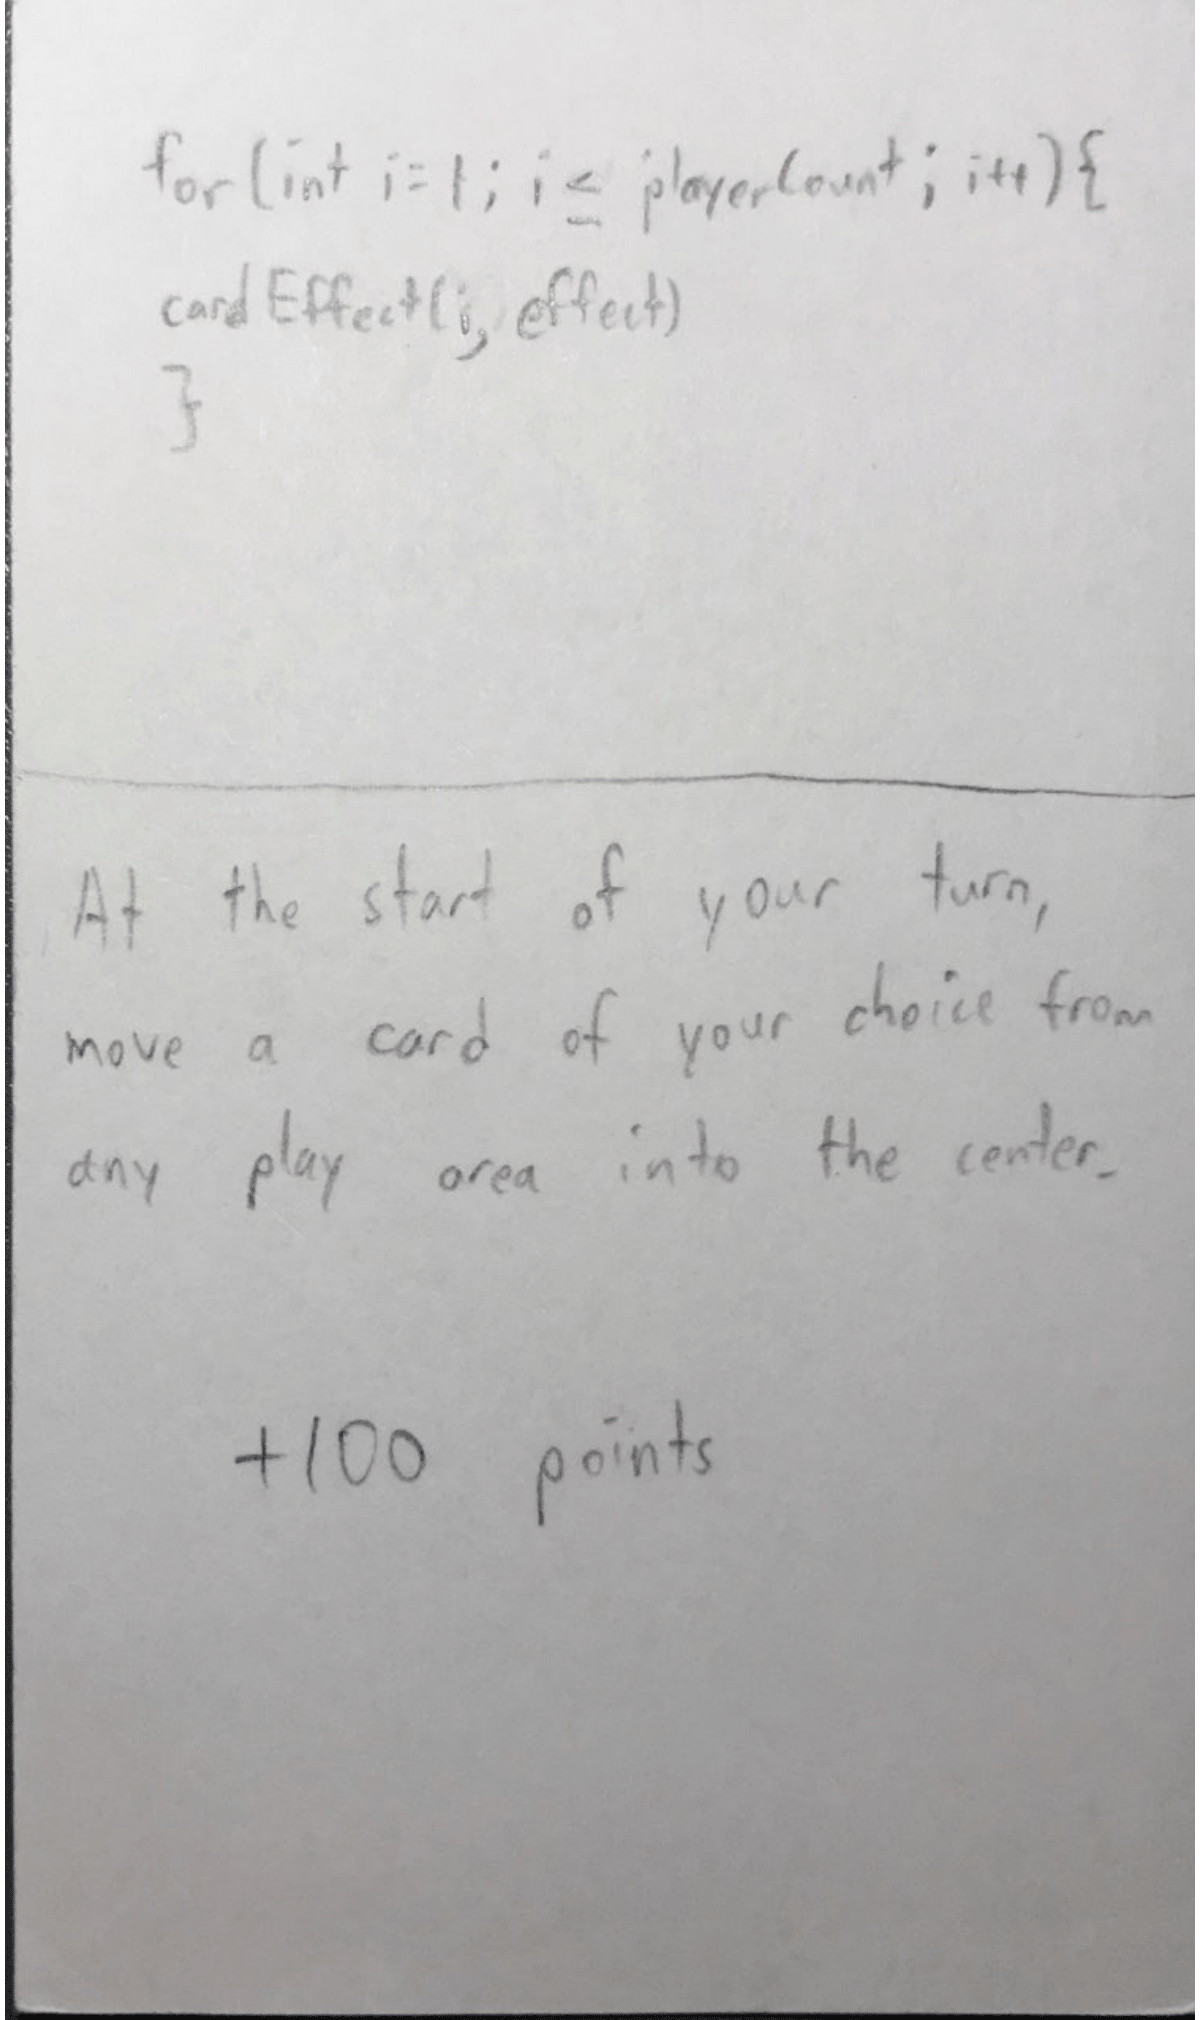 for(int i=1; i≤ playerCount; i++){
cardEffect(i, effect)
}
At the start of your turn,
move a card of your choice from
any play area into the center.
+100 points